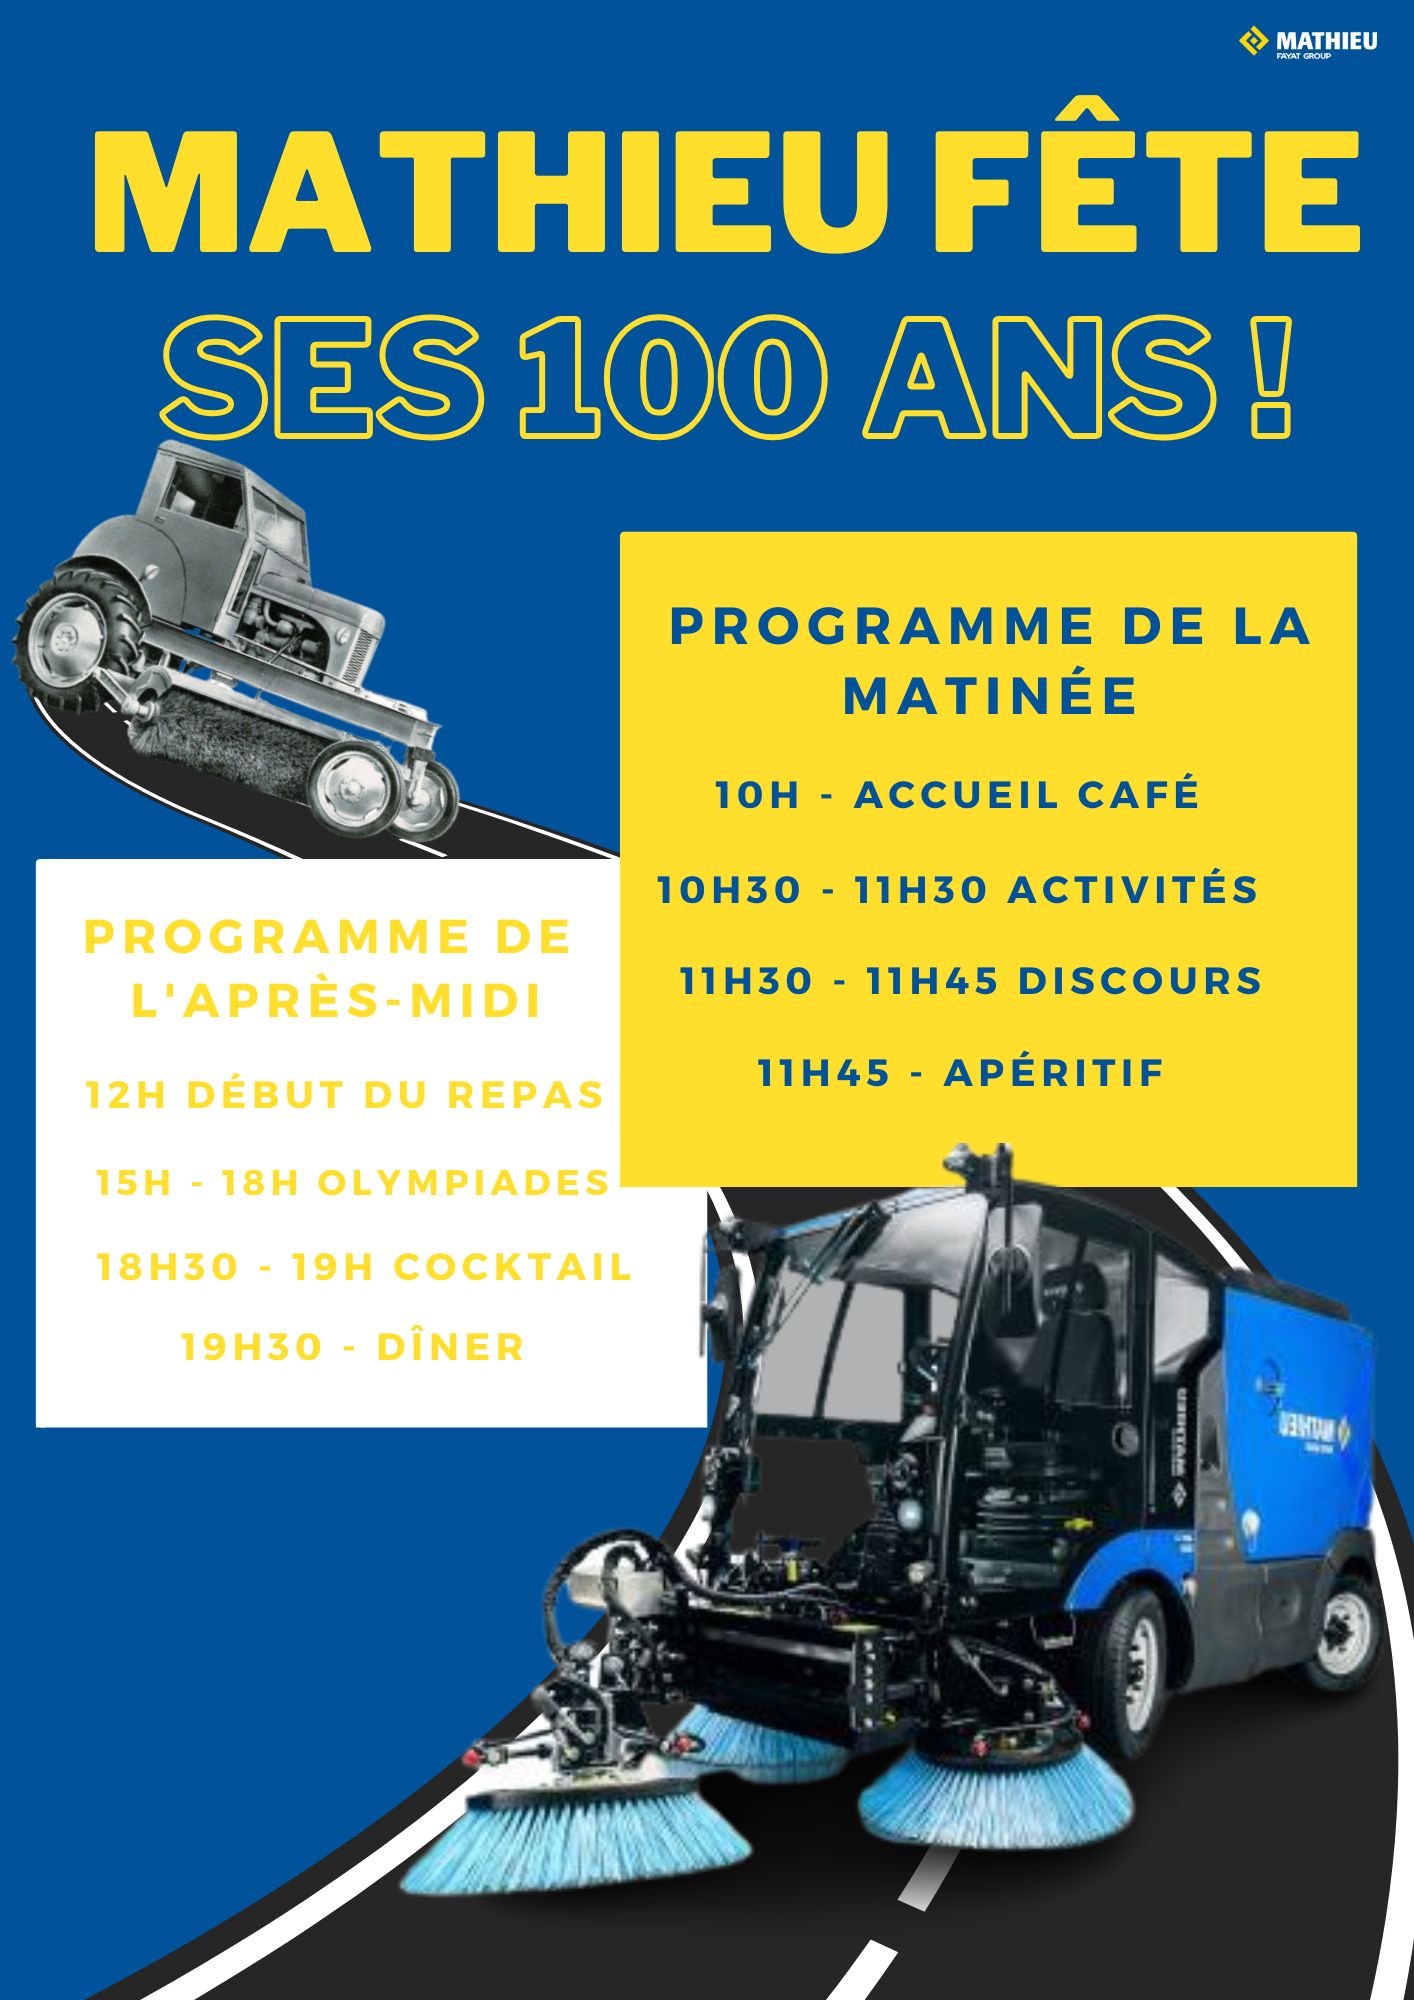 MATHIEU
FAYAT GROUP
MATHIEU FÊTE
SES 100 ANS !
PROGRAMME DE LA
MATINÉE
10H - ACCUEIL CAFÉ
10H30 - 11H30 ACTIVITÉS
11H30 - 11H45 DISCOURS
11H45 - APÉRITIF
PROGRAMME DE
L'APRÈS-MIDI
12H DÉBUT DU REPAS
15H - 18H OLYMPIADES
18H30 - 19H COCKTAIL
19H30 - DÎNER
MATHIEU
MATHIEU